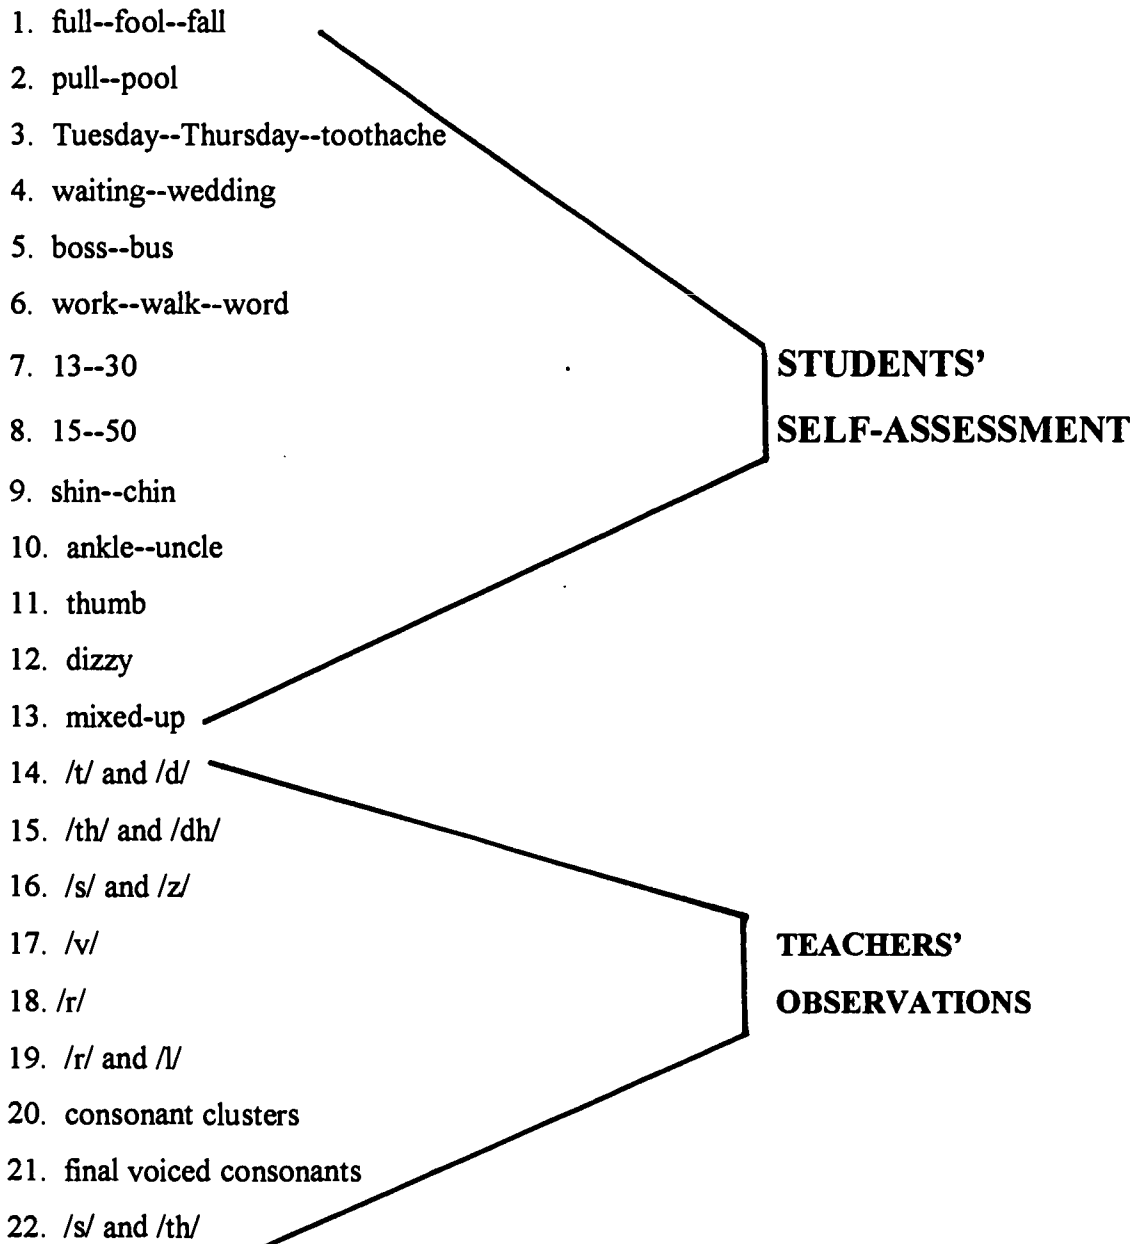 1. full--fool--fall
2. pull--pool
3. Tuesday--Thursday--toothache
4. waiting--wedding
5. boss--bus
6. work--walk--word
7. 13--30
STUDENTS'
8. 15--50
SELF-ASSESSMENT
9. shin--chin
10. ankle--uncle
11. thumb
12. dizzy
13. mixed-up
14. /t/ and /d/
15. /th/ and /dh/
16. /s/ and /z/
17. /v/
TEACHERS'
18. /r/
OBSERVATIONS
19. /r/ and /l/
20. consonant clusters
21. final voiced consonants
22. /s/ and /th/